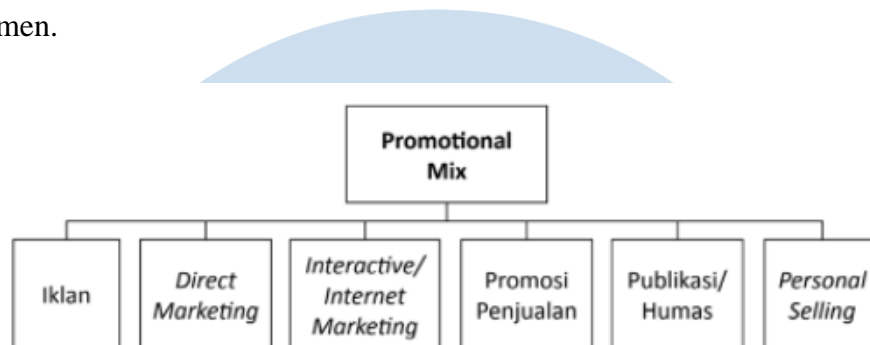 men.
Promotional
Mix
Iklan
Direct
Marketing
Interactive/
Internet
Marketing
Promosi
Penjualan
Publikasi/
Humas
Personal
Selling